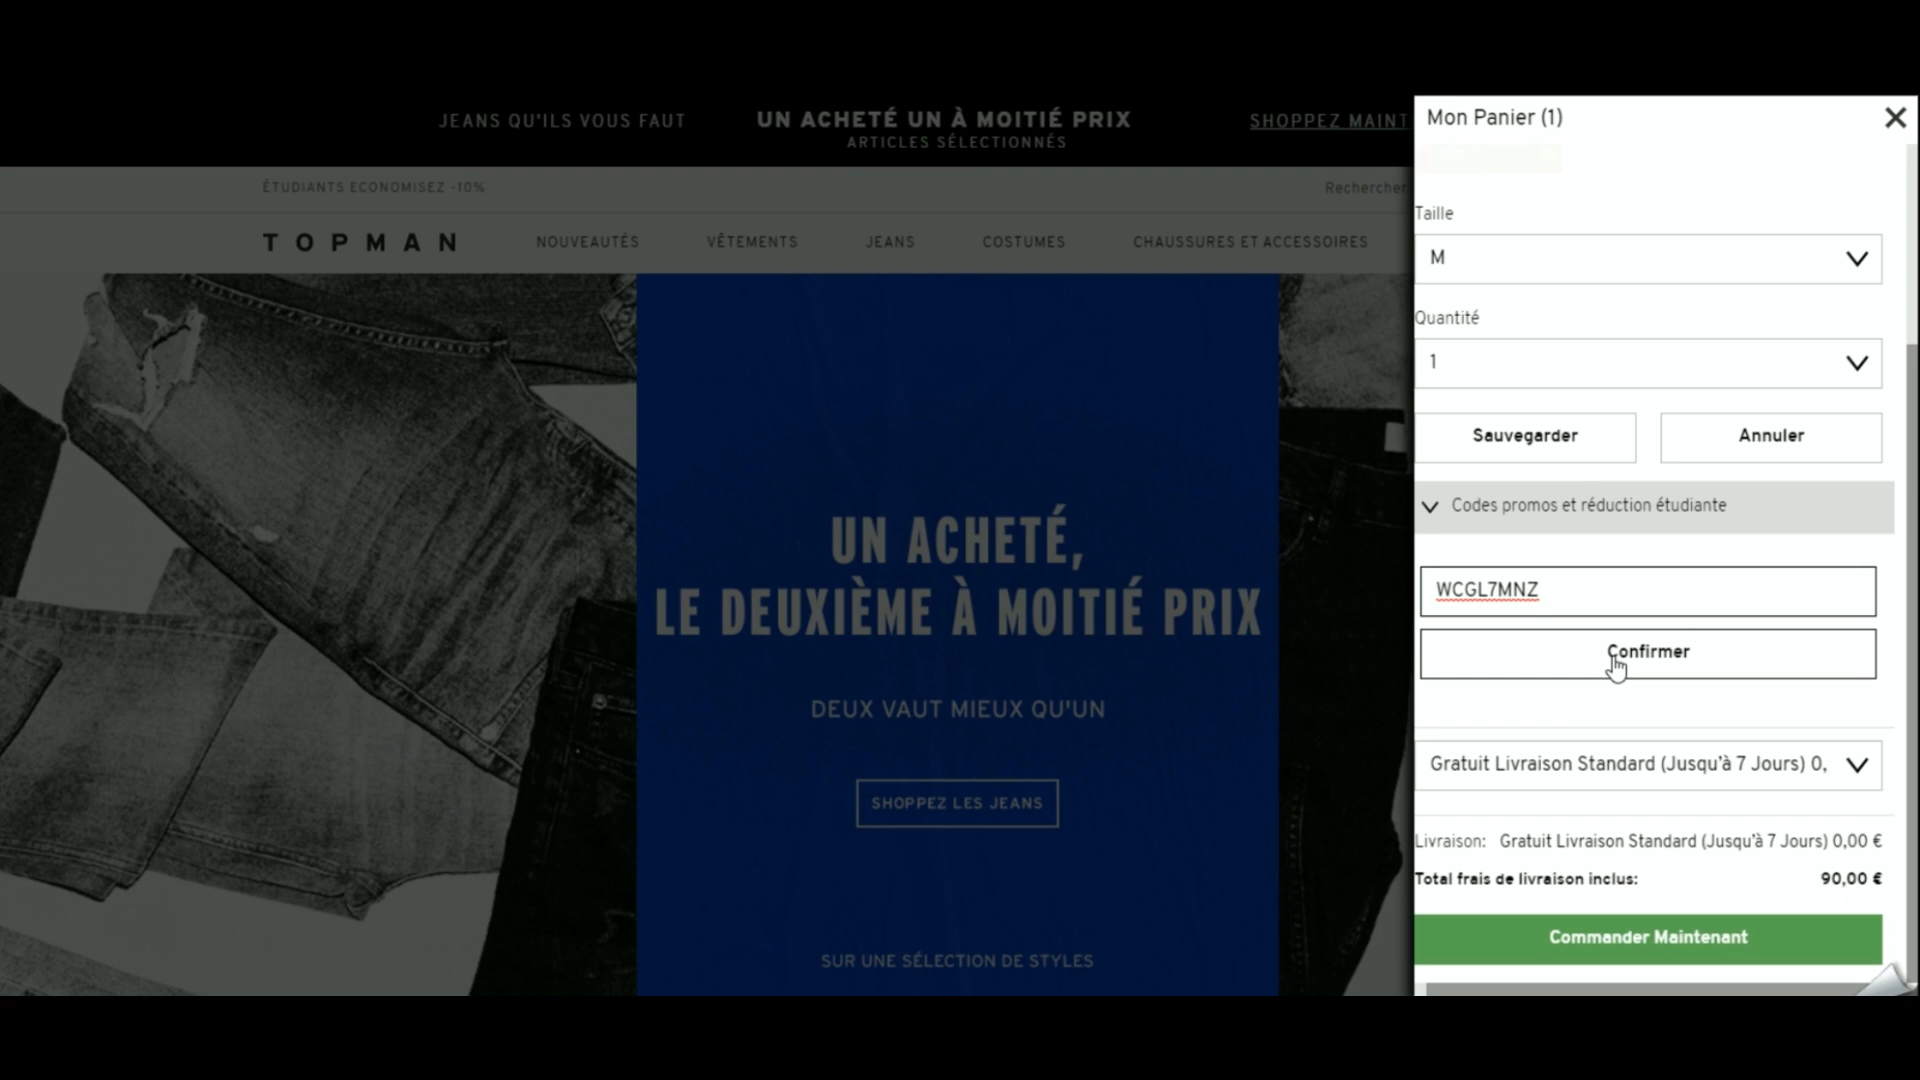 JEANS QU'ILS VOUS FAUT
UN ACHETÉ UN À MOITIÉ PRIX
ARTICLES SÉLECTIONNÉS
SHOPPEZ MAINT
ÉTUDIANTS ECONOMISEZ -10%
Rechercher
TOPMAN
NOUVEAUTÉS
VÊTEMENTS
JEANS
COSTUMES
CHAUSSURES ET ACCESSOIRES
UN ACHETÉ,
LE DEUXIÈME À MOITIÉ PRIX
DEUX VAUT MIEUX QU'UN
SHOPPEZ LES JEANS
SUR UNE SÉLECTION DE STYLES
Mon Panier (1)
Taille
M
Quantité
1
Sauvegarder
Annuler
Codes promos et réduction étudiante
WCGL7MNZ
Confirmer
Gratuit Livraison Standard (Jusqu'à 7 Jours) 0,
Livraison: Gratuit Livraison Standard (Jusqu'à 7 Jours) 0,00 €
Total frais de livraison inclus: 90,00 €
Commander Maintenant